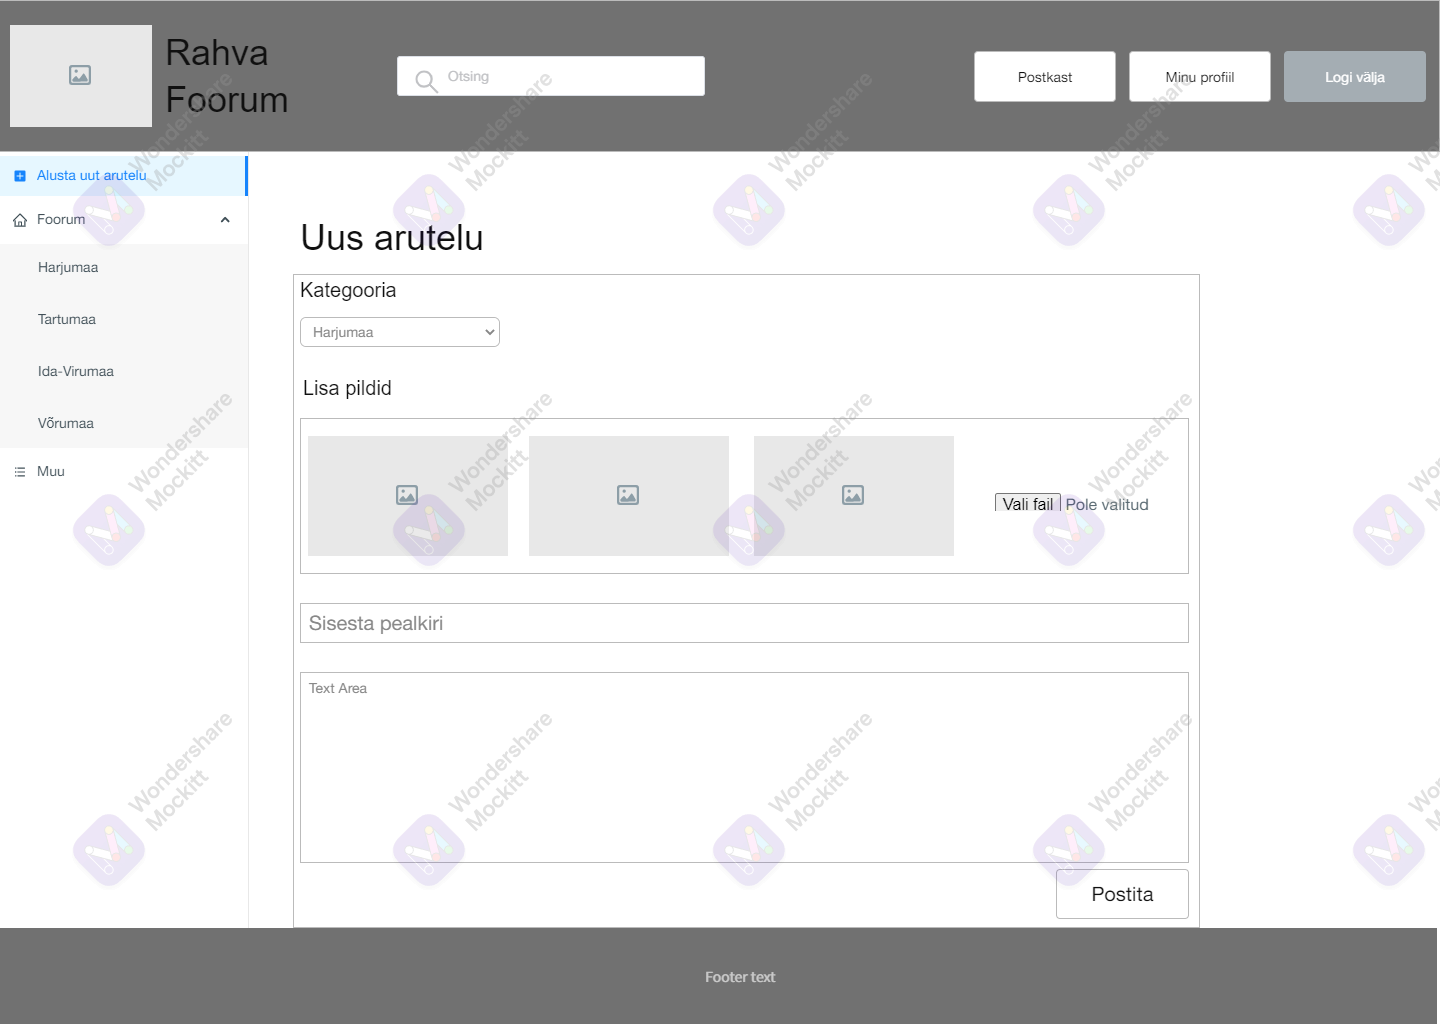 Rahva
Foorum
Otsing
Postkast
Minu profiil
Logi välja
Alusta uut arutelu
Foorum
Harjumaa
Tartumaa
Ida-Virumaa
Võrumaa
Muu
Uus arutelu
Kategooria
Harjumaa
Lisa pildid
Vali fail Pole valitud
Sisesta pealkiri
Text Area
Postita
Footer text
Wondershare
Mockitt